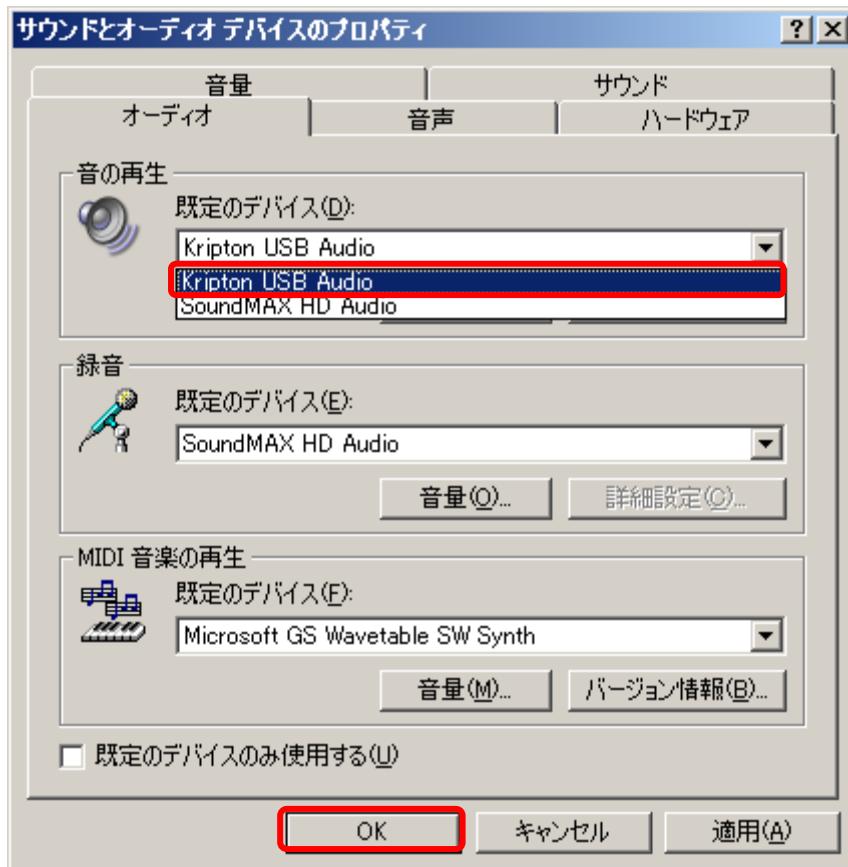 サウンドとオーディオ デバイスのプロパティ
音量
サウンド
オーディオ
音声
ハードウェア
音の再生
既定のデバイス(D):
Kripton USB Audio
Kripton USB Audio
SoundMAX HD Audio
録音
既定のデバイス(E):
SoundMAX HD Audio
音量(O)...
詳細設定(C)...
MIDI 音楽の再生
既定のデバイス(F):
Microsoft GS Wavetable SW Synth
音量(M)...
バージョン情報(B)...
既定のデバイスのみ使用する(U)
OK
キャンセル
適用(A)